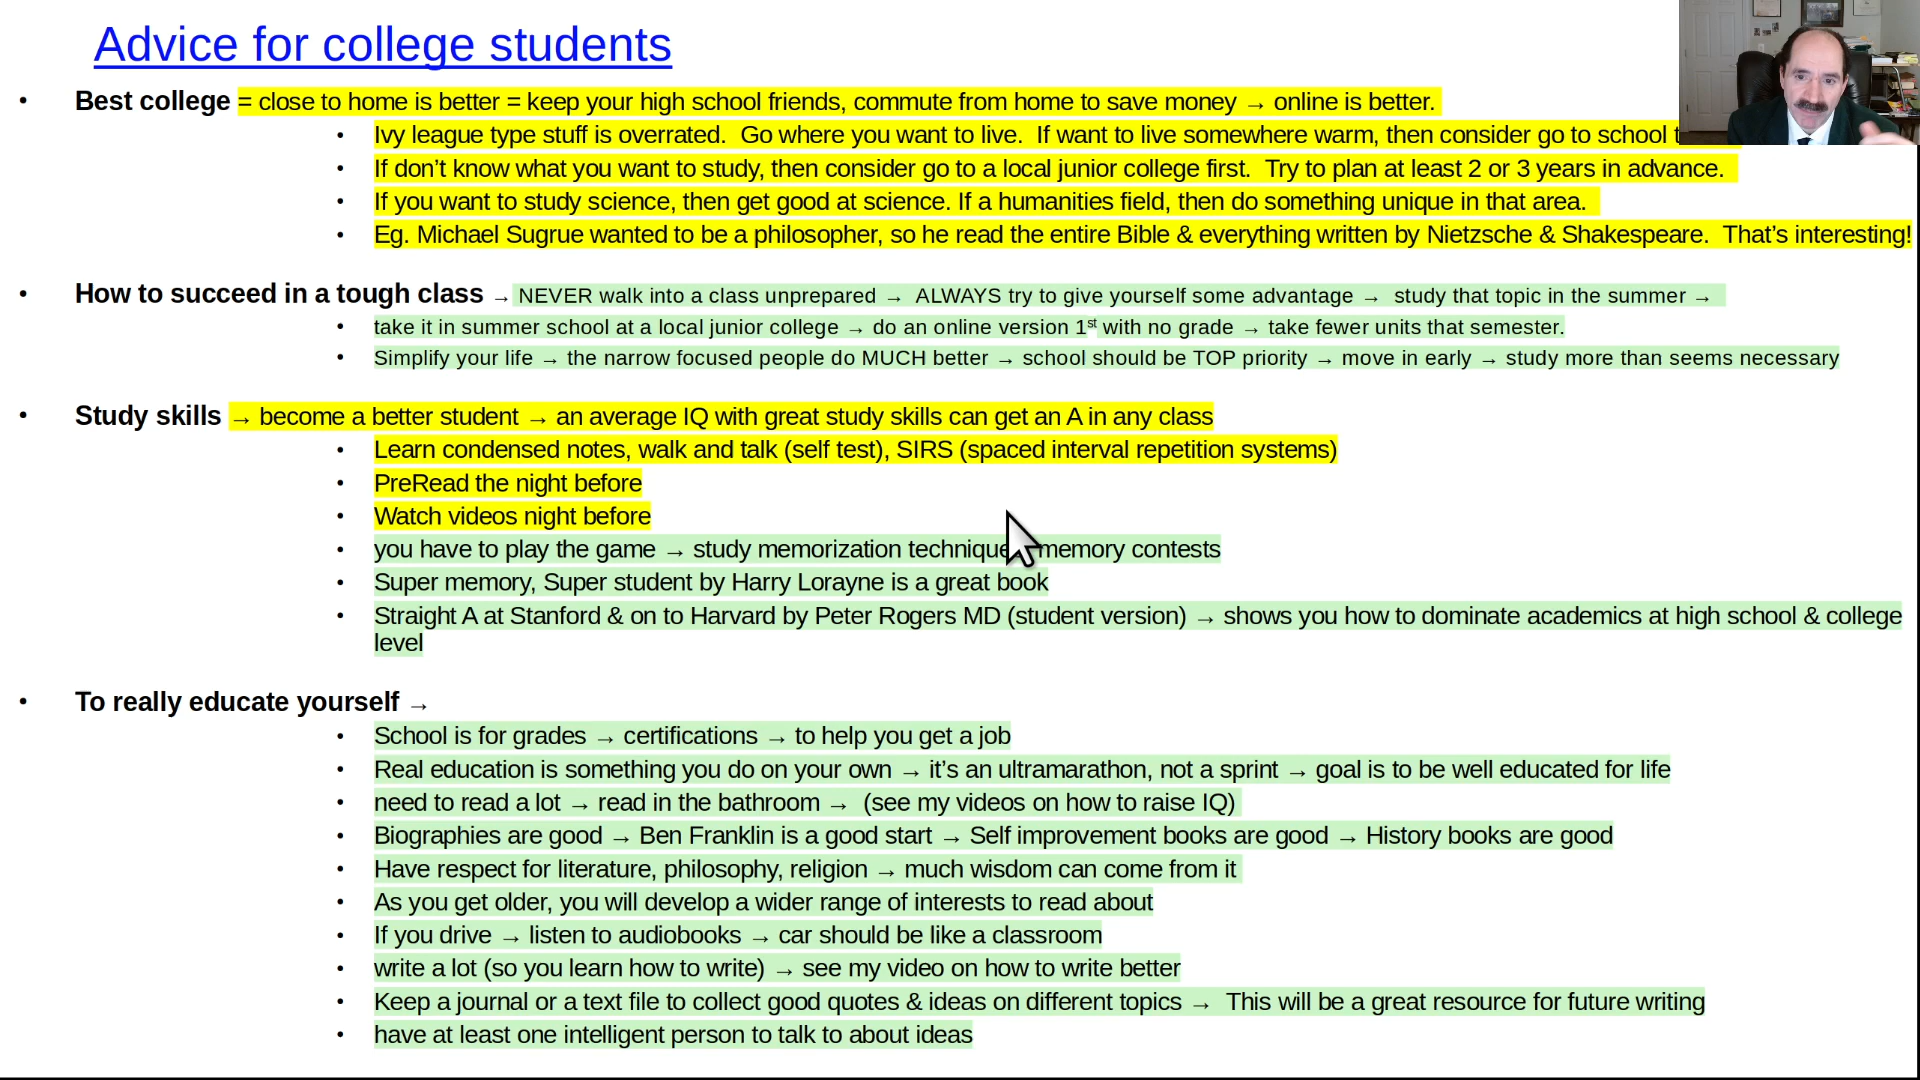 Advice for college students
• Best college = close to home is better = keep your high school friends, commute from home to save money → online is better.
• Ivy league type stuff is overrated.  Go where you want to live.  If want to live somewhere warm, then consider go to school
• If don’t know what you want to study, then consider go to a local junior college first.  Try to plan at least 2 or 3 years in advance.
• If you want to study science, then get good at science. If a humanities field, then do something unique in that area.
• Eg. Michael Sugrue wanted to be a philosopher, so he read the entire Bible & everything written by Nietzsche & Shakespeare.  That’s interesting!
• How to succeed in a tough class → NEVER walk into a class unprepared → ALWAYS try to give yourself some advantage → study that topic in the summer →
• take it in summer school at a local junior college → do an online version 1st with no grade → take fewer units that semester.
• Simplify your life → the narrow focused people do MUCH better → school should be TOP priority → move in early → study more than seems necessary
• Study skills → become a better student → an average IQ with great study skills can get an A in any class
• Learn condensed notes, walk and talk (self test), SIRS (spaced interval repetition systems)
• PreRead the night before
• Watch videos night before
• you have to play the game → study memorization memory contests
• Super memory, Super student by Harry Lorayne is a great book
• Straight A at Stanford & on to Harvard by Peter Rogers MD (student version) → shows you how to dominate academics at high school & college
level
• To really educate yourself →
• School is for grades → certifications → to help you get a job
• Real education is something you do on your own → it’s an ultramarathon, not a sprint → goal is to be well educated for life
• need to read a lot → read in the bathroom → (see my videos on how to raise IQ)
• Biographies are good → Ben Franklin is a good start → Self improvement books are good → History books are good
• Have respect for literature, philosophy, religion → much wisdom can come from it
• As you get older, you will develop a wider range of interests to read about
• If you drive → listen to audiobooks → car should be like a classroom
• write a lot (so you learn how to write) → see my video on how to write better
• Keep a journal or a text file to collect good quotes & ideas on different topics → This will be a great resource for future writing
• have at least one intelligent person to talk to about ideas